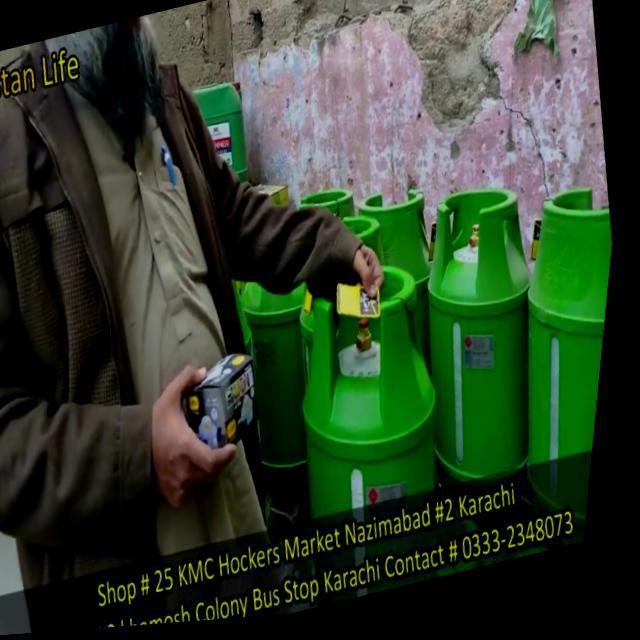 tan Life
Shop # 25 KMC Hockers Market Nazimabad #2 Karachi
Colony Bus Stop Karachi Contact # 0333-2348073